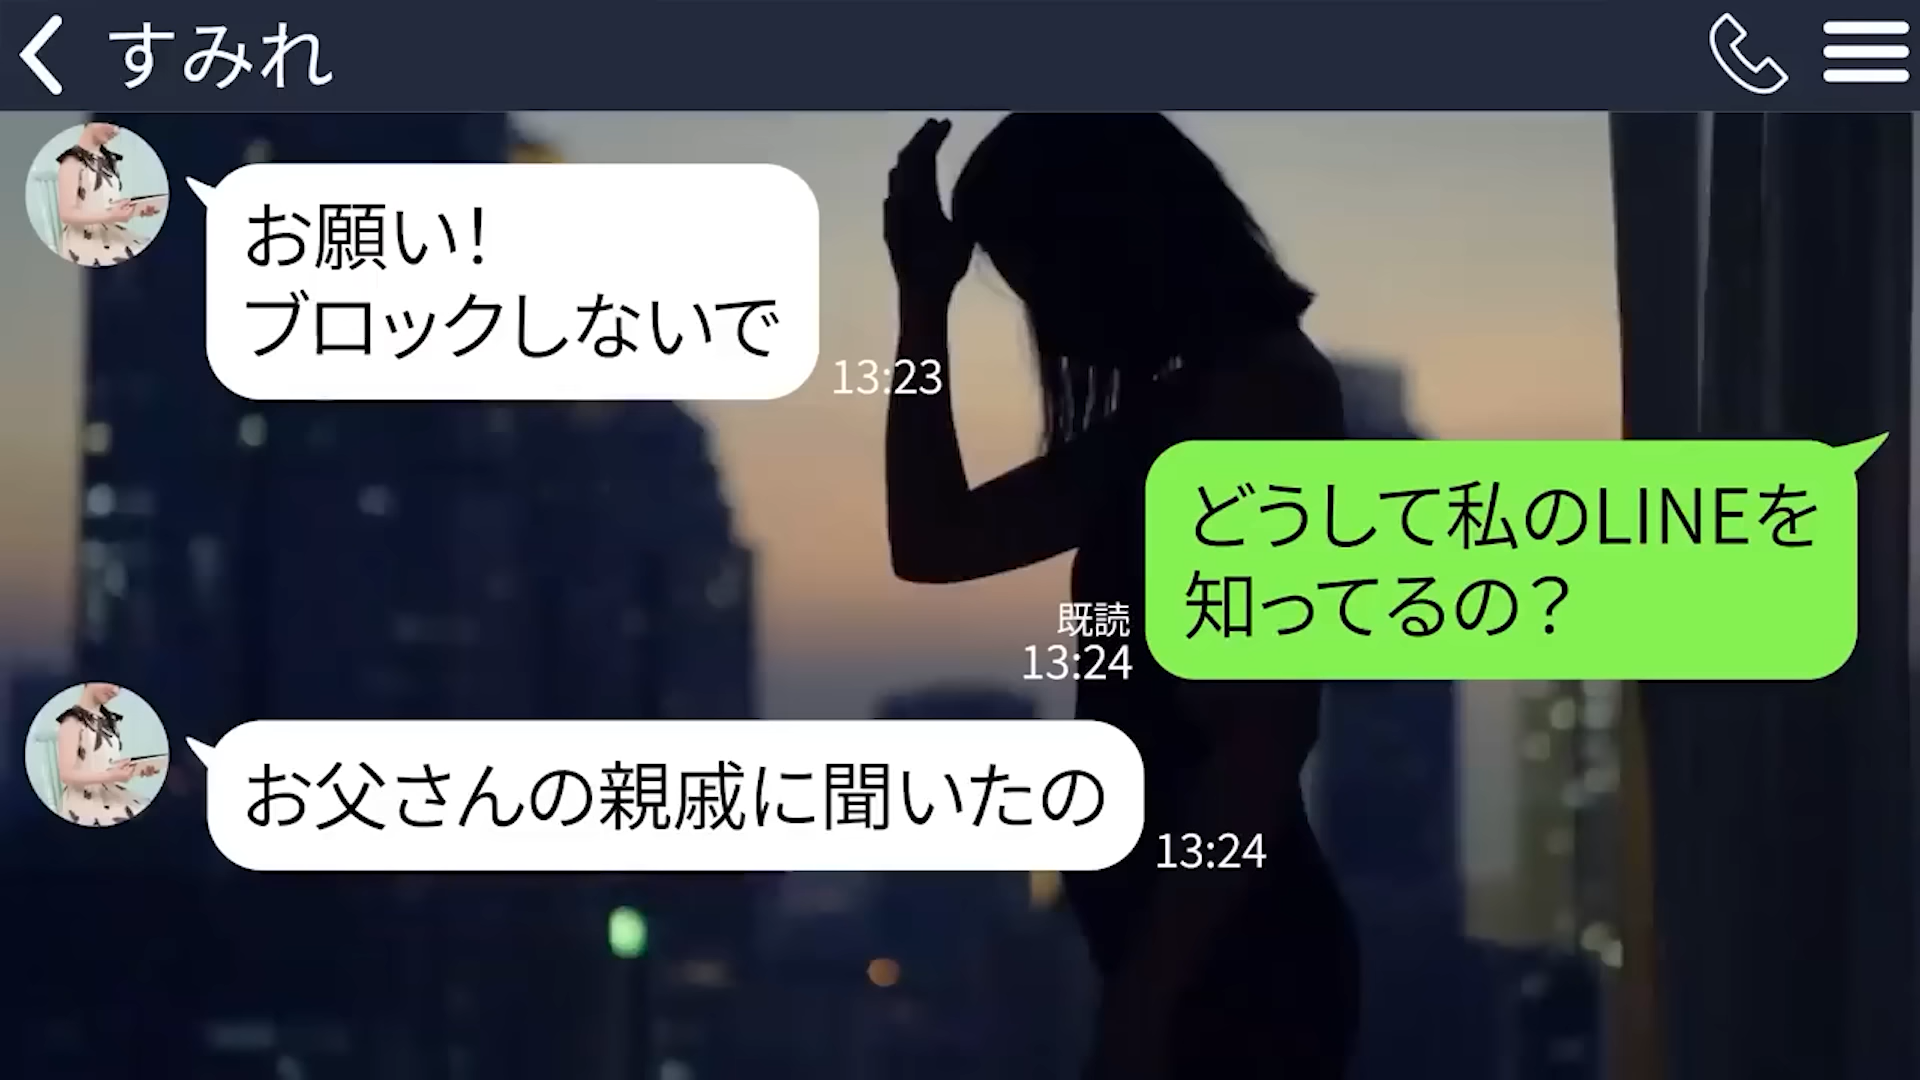 すみれ
お願い！
ブロックしないで
13:23
どうして私のLINEを
知ってるの？
既読
13:24
お父さんの親戚に聞いたの
13:24